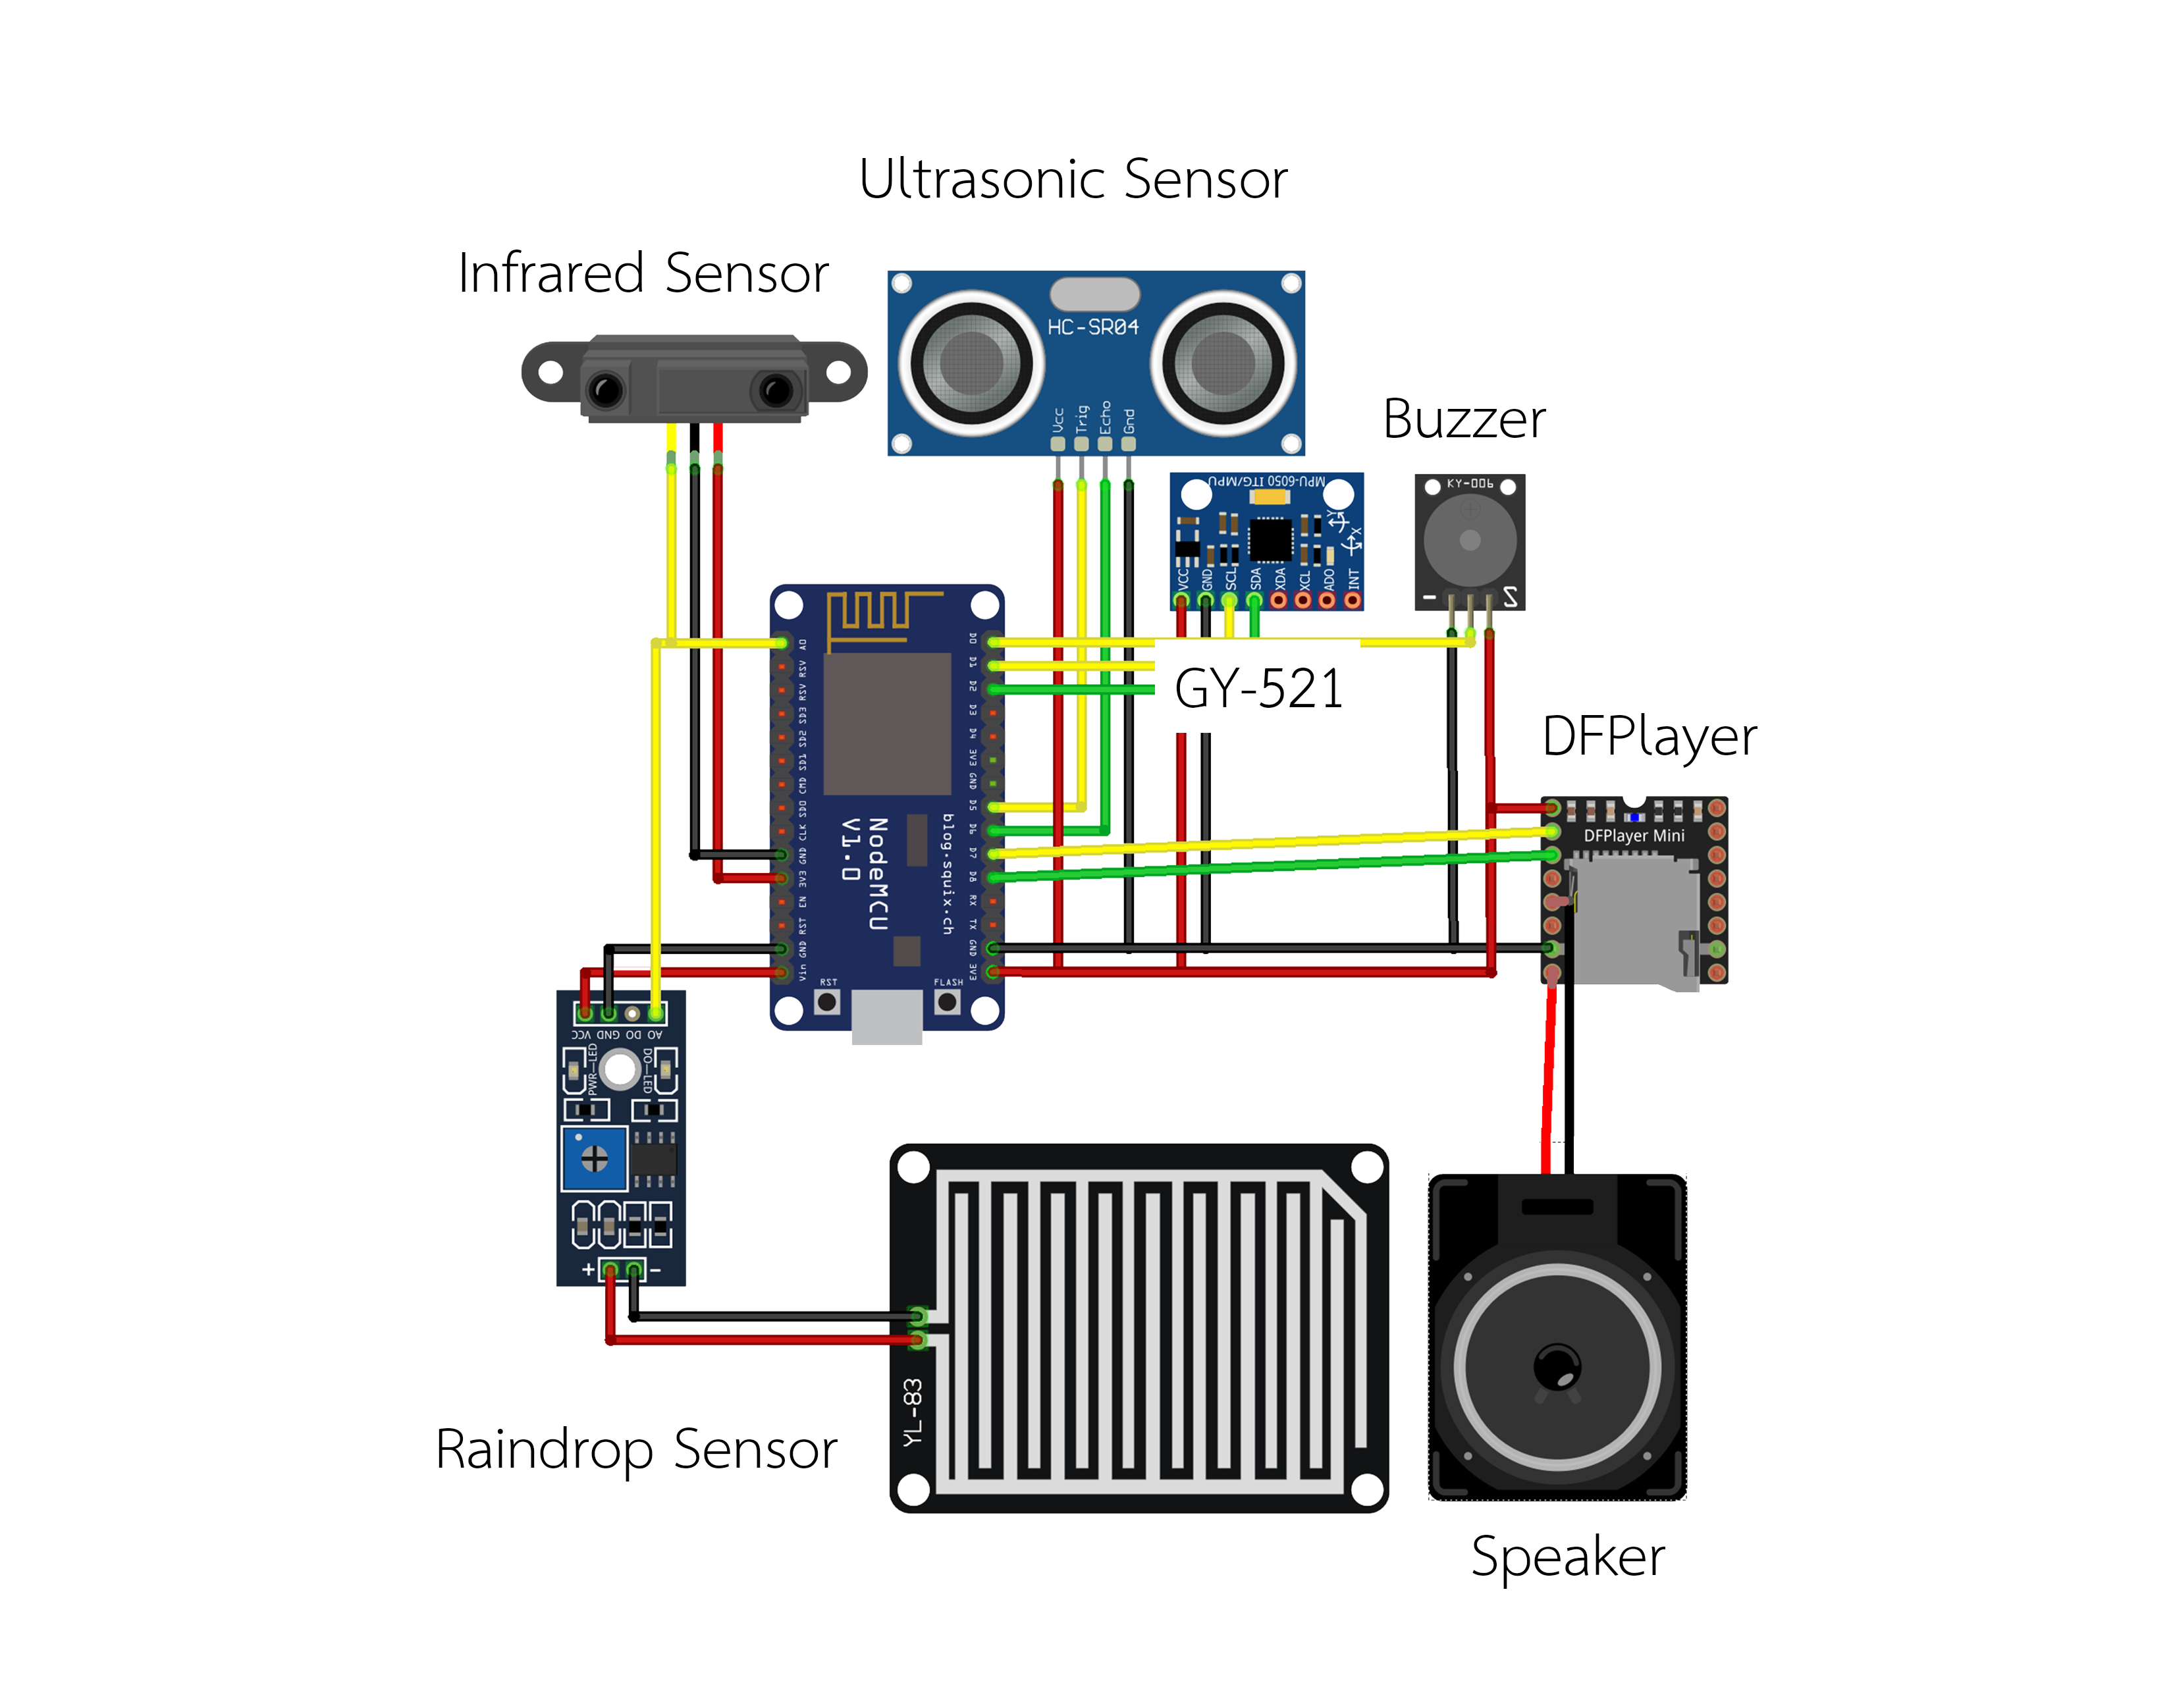 Ultrasonic Sensor
Infrared Sensor
HC-SR04
Vcc
Trig
Echo
Gnd
Buzzer
MPU-6050 ITG/MPU
Y
X
VCC
GND
SCL
SDA
XDA
XCL
ADO
INT
KY-006
-
S
GY-521
A0
RSV
RSV
SD3
SD2
SD1
CMD
SD0
CLK
GND
3V3
EN
RST
GND
Vin
D0
D1
D2
D3
D4
3V3
GND
D5
D6
D7
D8
RX
TX
GND
3V3
NodeMCU
V1.0
blog.squix.ch
RST
FLASH
DFPlayer
DFPlayer Mini
VCC
GND
DO
AO
PWR-LED
DO-LED
+
-
YL-83
Raindrop Sensor
Speaker